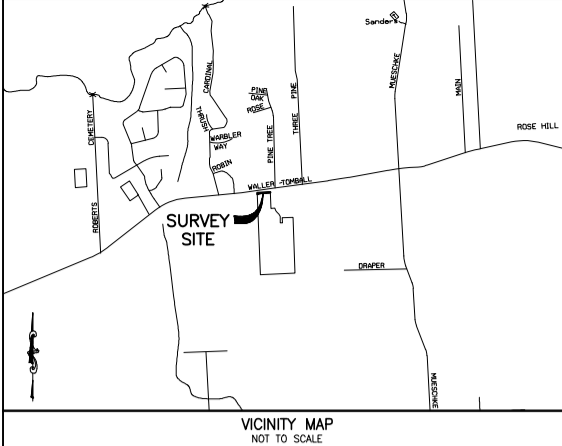 Sanders
CARDINAL
MUESCHKE
MAIN
PINE
OAK
ROSE
THREE PINE
THRISH
WARBLER
WAY
CEMETERY
ROSE HILL
PINE TREE
ROBIN
WALLER -TOMBALL
ROBERTS
SURVEY
SITE
DRAPER
MUESCHKE
VICINITY MAP
NOT TO SCALE